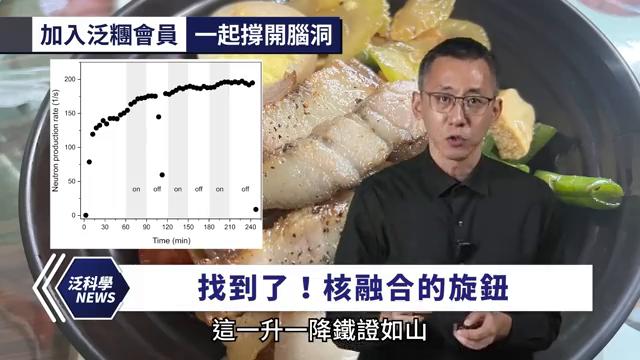 加入泛糰會員
一起撐開腦洞
Neutron production rate (1/s)
200
150
100
50
0
on off on off on off
0 30 60 90 120 150 180 210 240
Time (min)
泛科學
NEWS
找到了！核融合的旋鈕
這一升一降鐵證如山